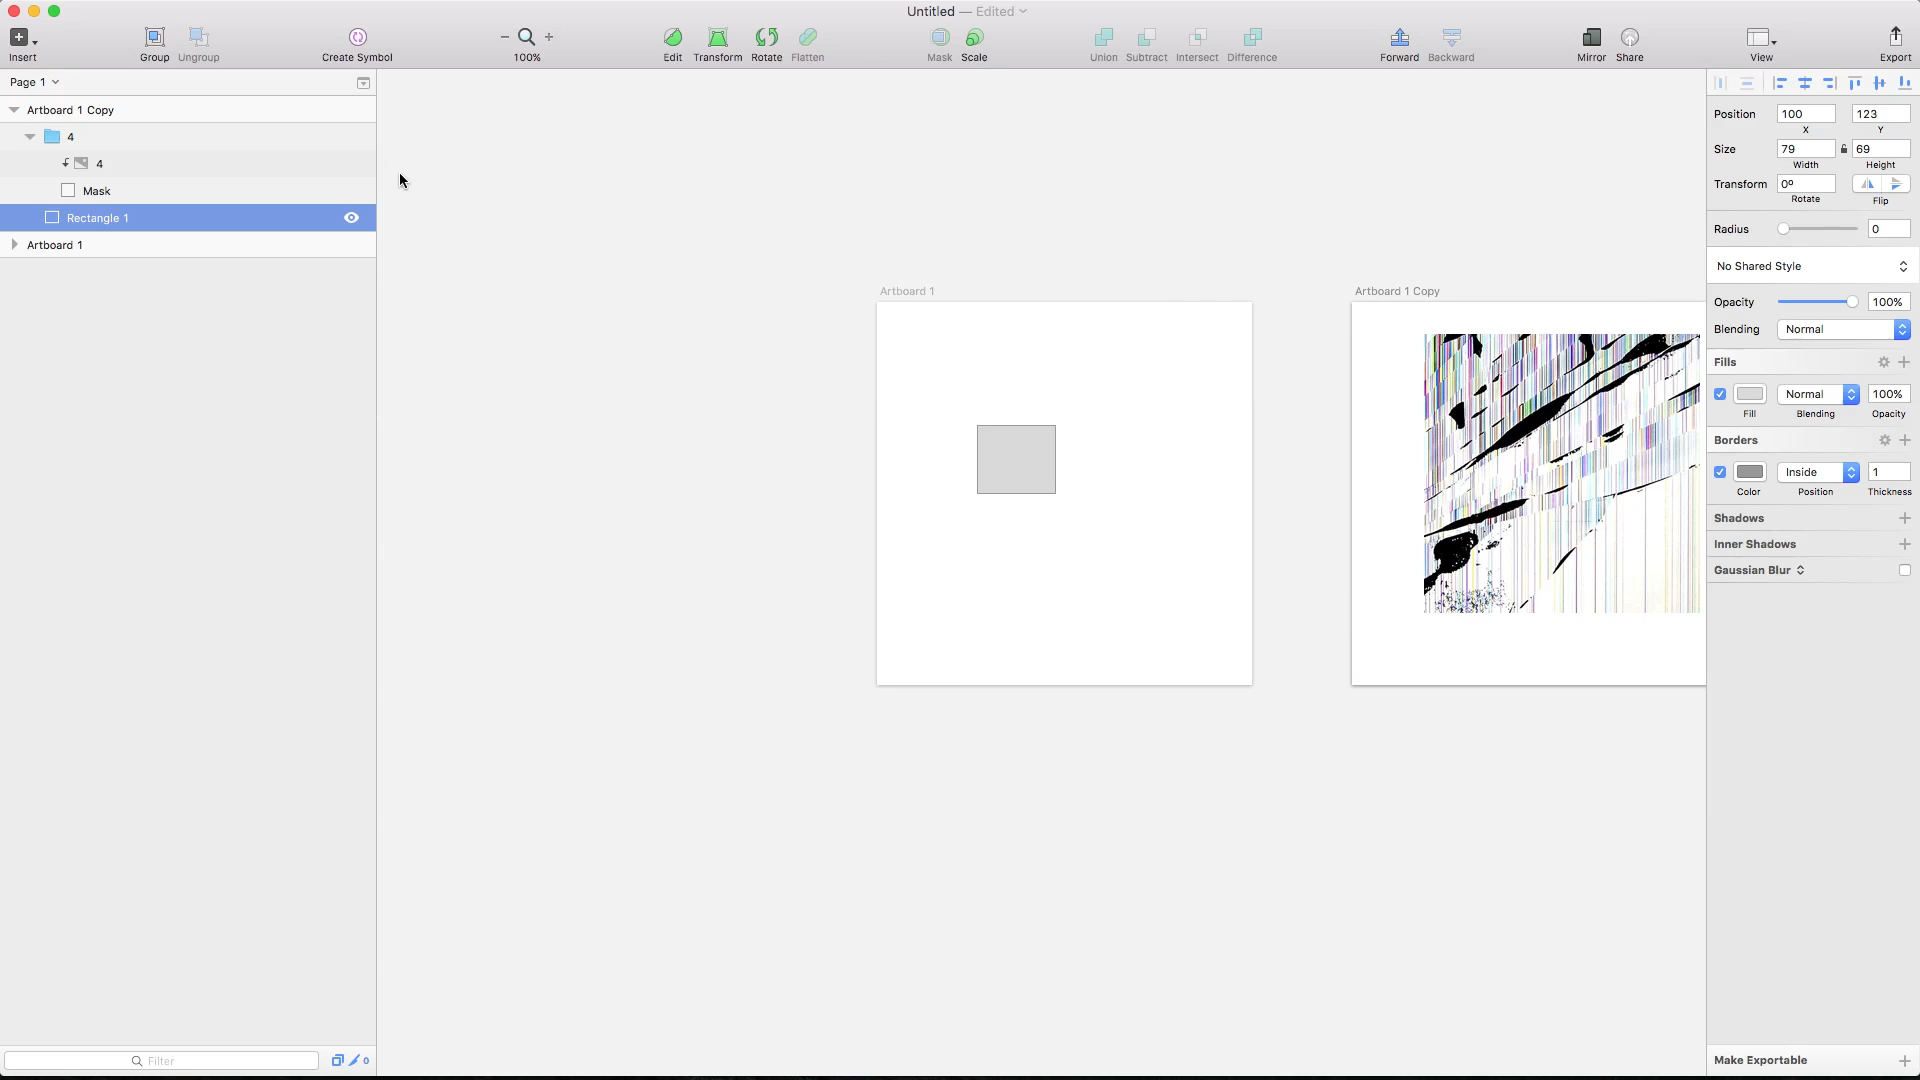 Untitled — Edited
Insert
Group
Ungroup
Create Symbol
100%
Edit
Transform
Rotate
Flatten
Mask
Scale
Union
Subtract
Intersect
Difference
Forward
Backward
Mirror
Share
View
Export
Page 1
Artboard 1 Copy
4
4
Mask
Rectangle 1
Artboard 1
Filter
0
Artboard 1
Artboard 1 Copy
Position 100 123
X Y
Size 79 69
Width Height
Transform 0º
Rotate Flip
Radius 0
No Shared Style
Opacity 100%
Blending Normal
Fills
Normal 100%
Fill Blending Opacity
Borders
Inside 1
Color Position Thickness
Shadows
Inner Shadows
Gaussian Blur
Make Exportable